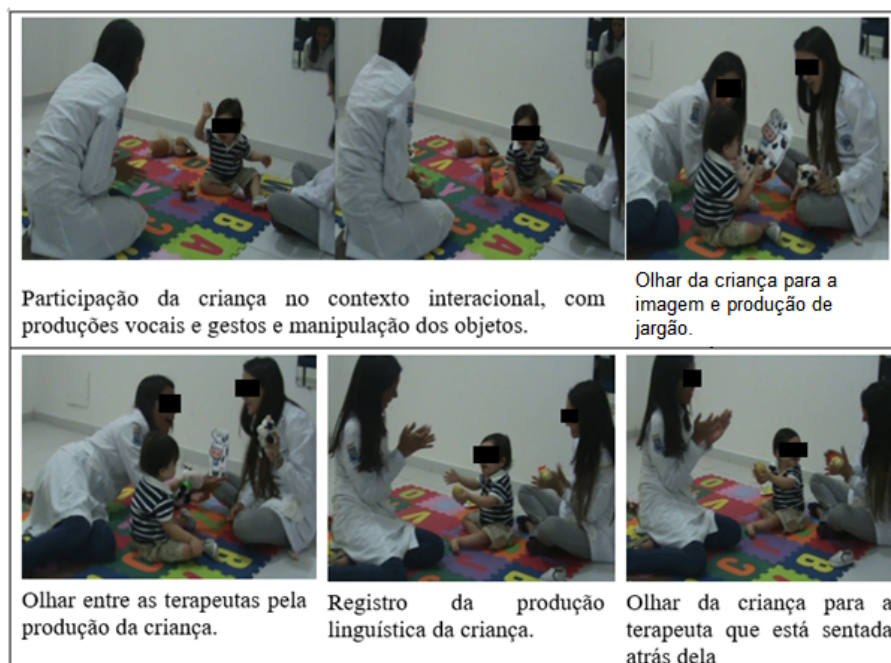 Participação da criança no contexto interacional, com
produções vocais e gestos e manipulação dos objetos.
Olhar da criança para a
imagem e produção de
jargão.
Olhar entre as terapeutas pela
produção da criança.
Registro da produção
linguística da criança.
Olhar da criança para a
terapeuta que está sentada
atrás dela